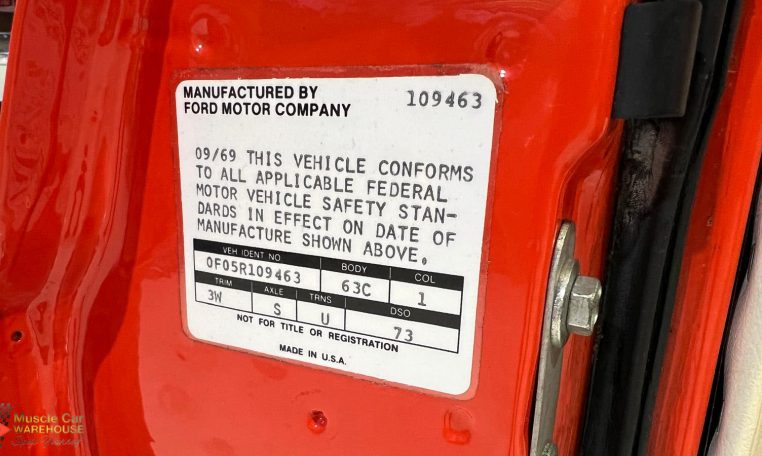 MANUFACTURED BY
FORD MOTOR COMPANY
109463
09/69 THIS VEHICLE CONFORMS
TO ALL APPLICABLE FEDERAL
MOTOR VEHICLE SAFETY STAN-
DARDS IN EFFECT ON DATE OF
MANUFACTURE SHOWN ABOVE.
VEH IDENT NO BODY COL
0F05R109463 63C 1
TRIM AXLE TRNS DSO
3W S U 73
NOT FOR TITLE OR REGISTRATION
MADE IN U.S.A.
Muscle Car
WAREHOUSE